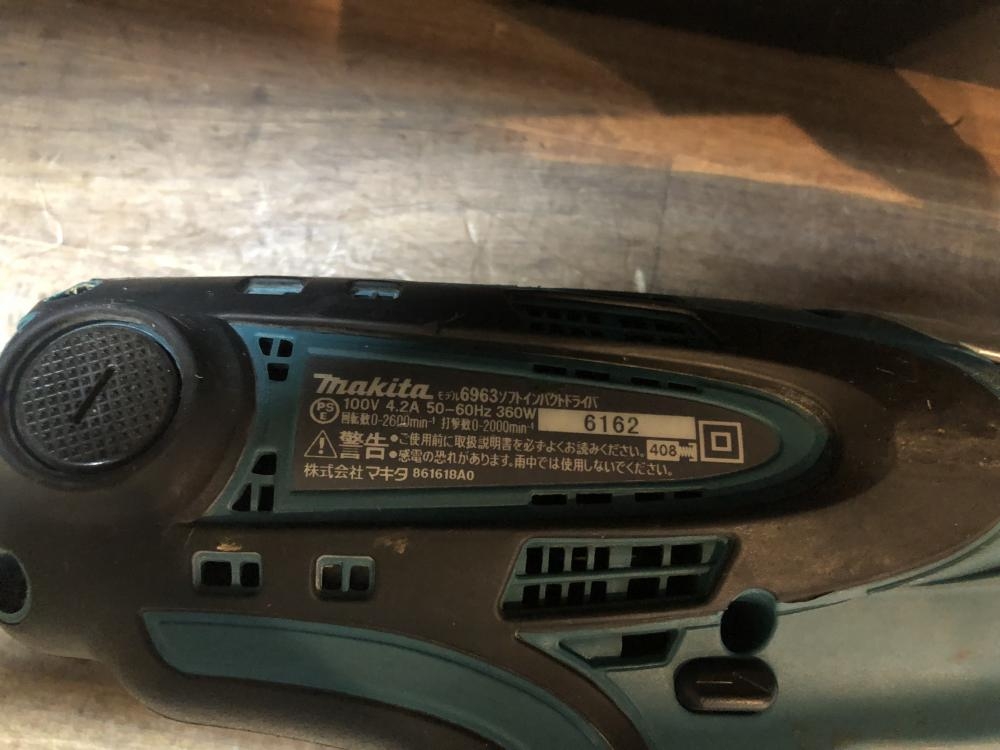 makita モデル6963ソフトインパクトドライバ
PS E 100V 4.2A 50-60Hz 360W
回転数0-2600min⁻¹ 打撃数0-2000min⁻¹ 6162
警告 ●ご使用前に取扱説明書を必ずよくお読みください。 408
●感電の恐れがあります。雨中では使用しないでください。
株式会社 マキタ 861618A0